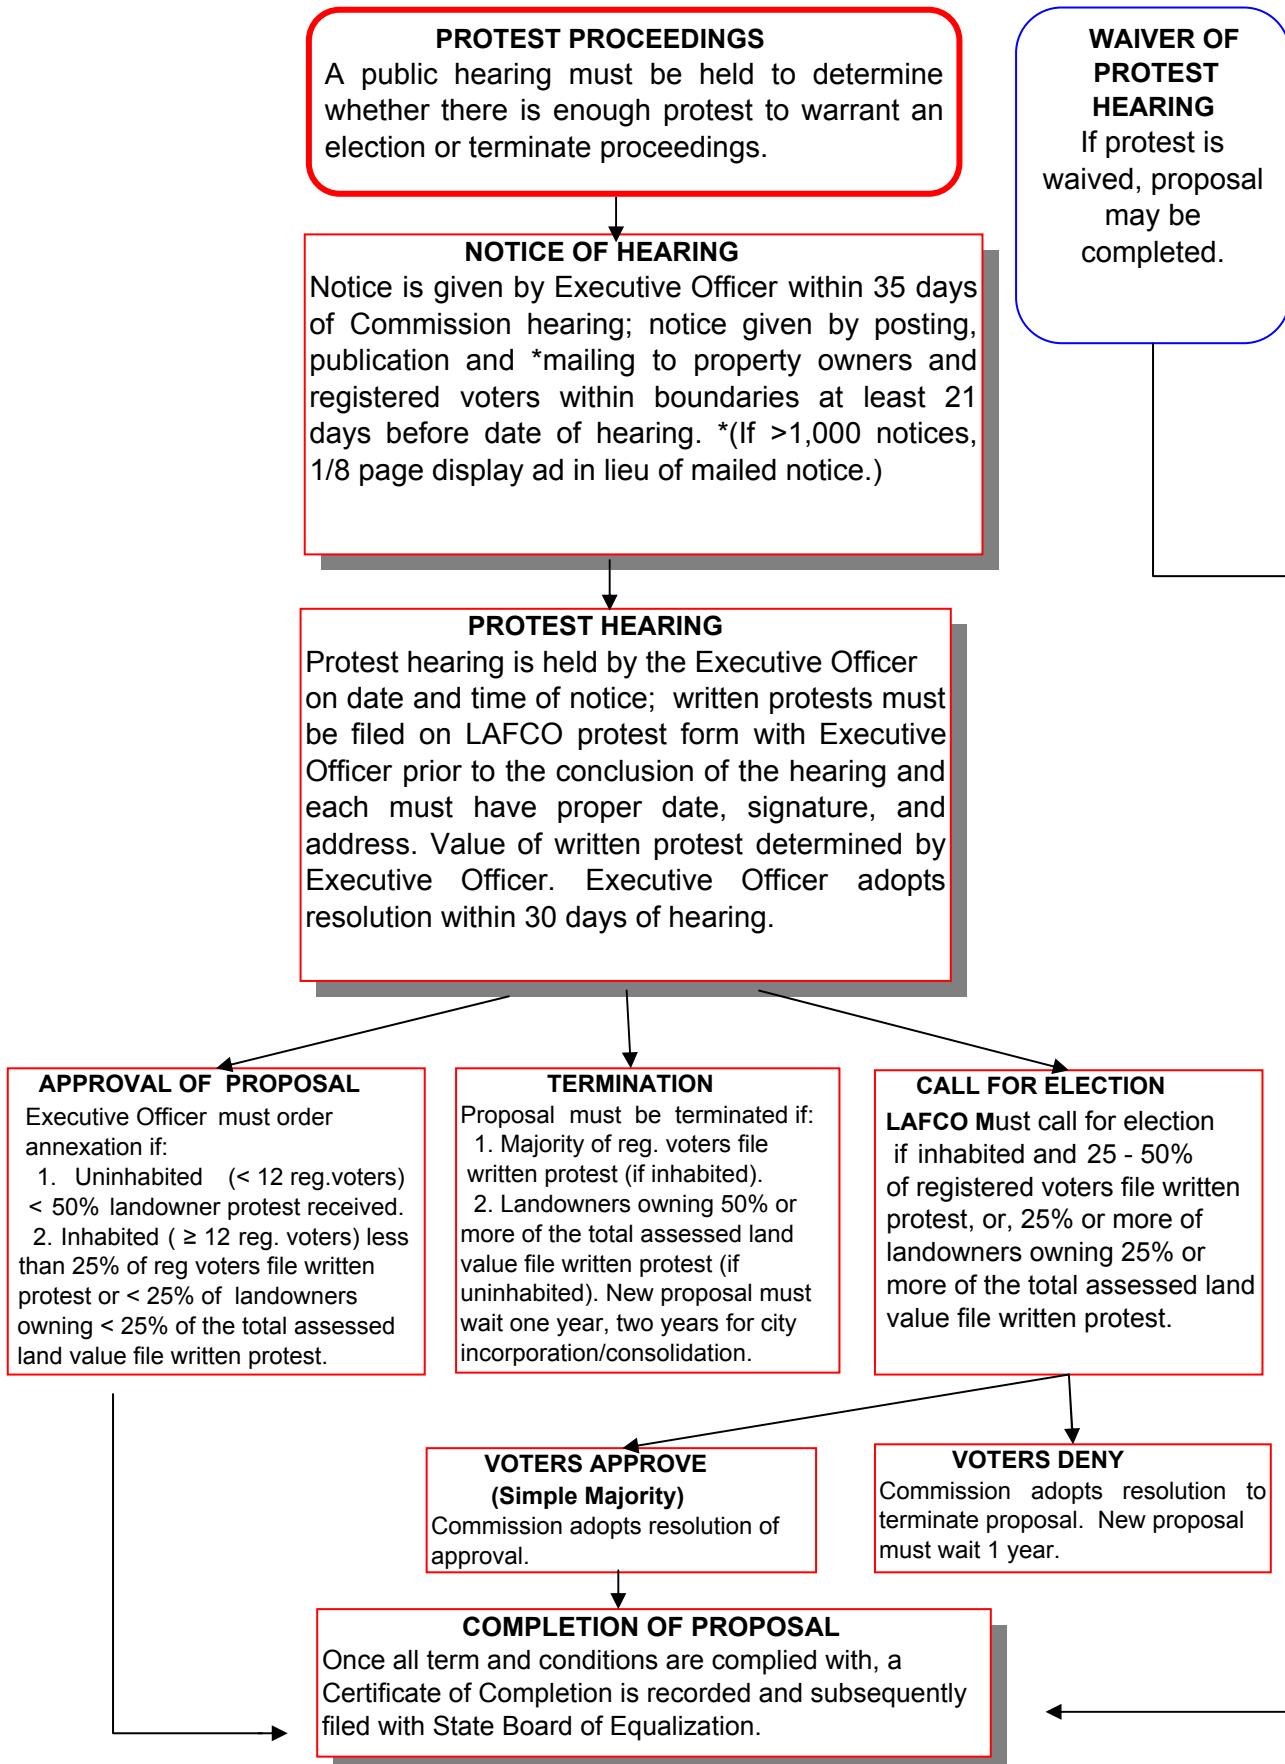 PROTEST PROCEEDINGS
A public hearing must be held to determine
whether there is enough protest to warrant an
election or terminate proceedings.
WAIVER OF
PROTEST
HEARING
If protest is
waived, proposal
may be
completed.
NOTICE OF HEARING
Notice is given by Executive Officer within 35 days
of Commission hearing; notice given by posting,
publication and *mailing to property owners and
registered voters within boundaries at least 21
days before date of hearing. *(If >1,000 notices,
1/8 page display ad in lieu of mailed notice.)
PROTEST HEARING
Protest hearing is held by the Executive Officer
on date and time of notice; written protests must
be filed on LAFCO protest form with Executive
Officer prior to the conclusion of the hearing and
each must have proper date, signature, and
address. Value of written protest determined by
Executive Officer. Executive Officer adopts
resolution within 30 days of hearing.
APPROVAL OF PROPOSAL
Executive Officer must order
annexation if:
1. Uninhabited (< 12 reg.voters)
< 50% landowner protest received.
2. Inhabited ( ≥ 12 reg. voters) less
than 25% of reg voters file written
protest or < 25% of landowners
owning < 25% of the total assessed
land value file written protest.
TERMINATION
Proposal must be terminated if:
1. Majority of reg. voters file
written protest (if inhabited).
2. Landowners owning 50% or
more of the total assessed land
value file written protest (if
uninhabited). New proposal must
wait one year, two years for city
incorporation/consolidation.
CALL FOR ELECTION
LAFCO Must call for election
if inhabited and 25 - 50%
of registered voters file written
protest, or, 25% or more of
landowners owning 25% or
more of the total assessed land
value file written protest.
VOTERS APPROVE
(Simple Majority)
Commission adopts resolution of
approval.
VOTERS DENY
Commission adopts resolution to
terminate proposal. New proposal
must wait 1 year.
COMPLETION OF PROPOSAL
Once all term and conditions are complied with, a
Certificate of Completion is recorded and subsequently
filed with State Board of Equalization.